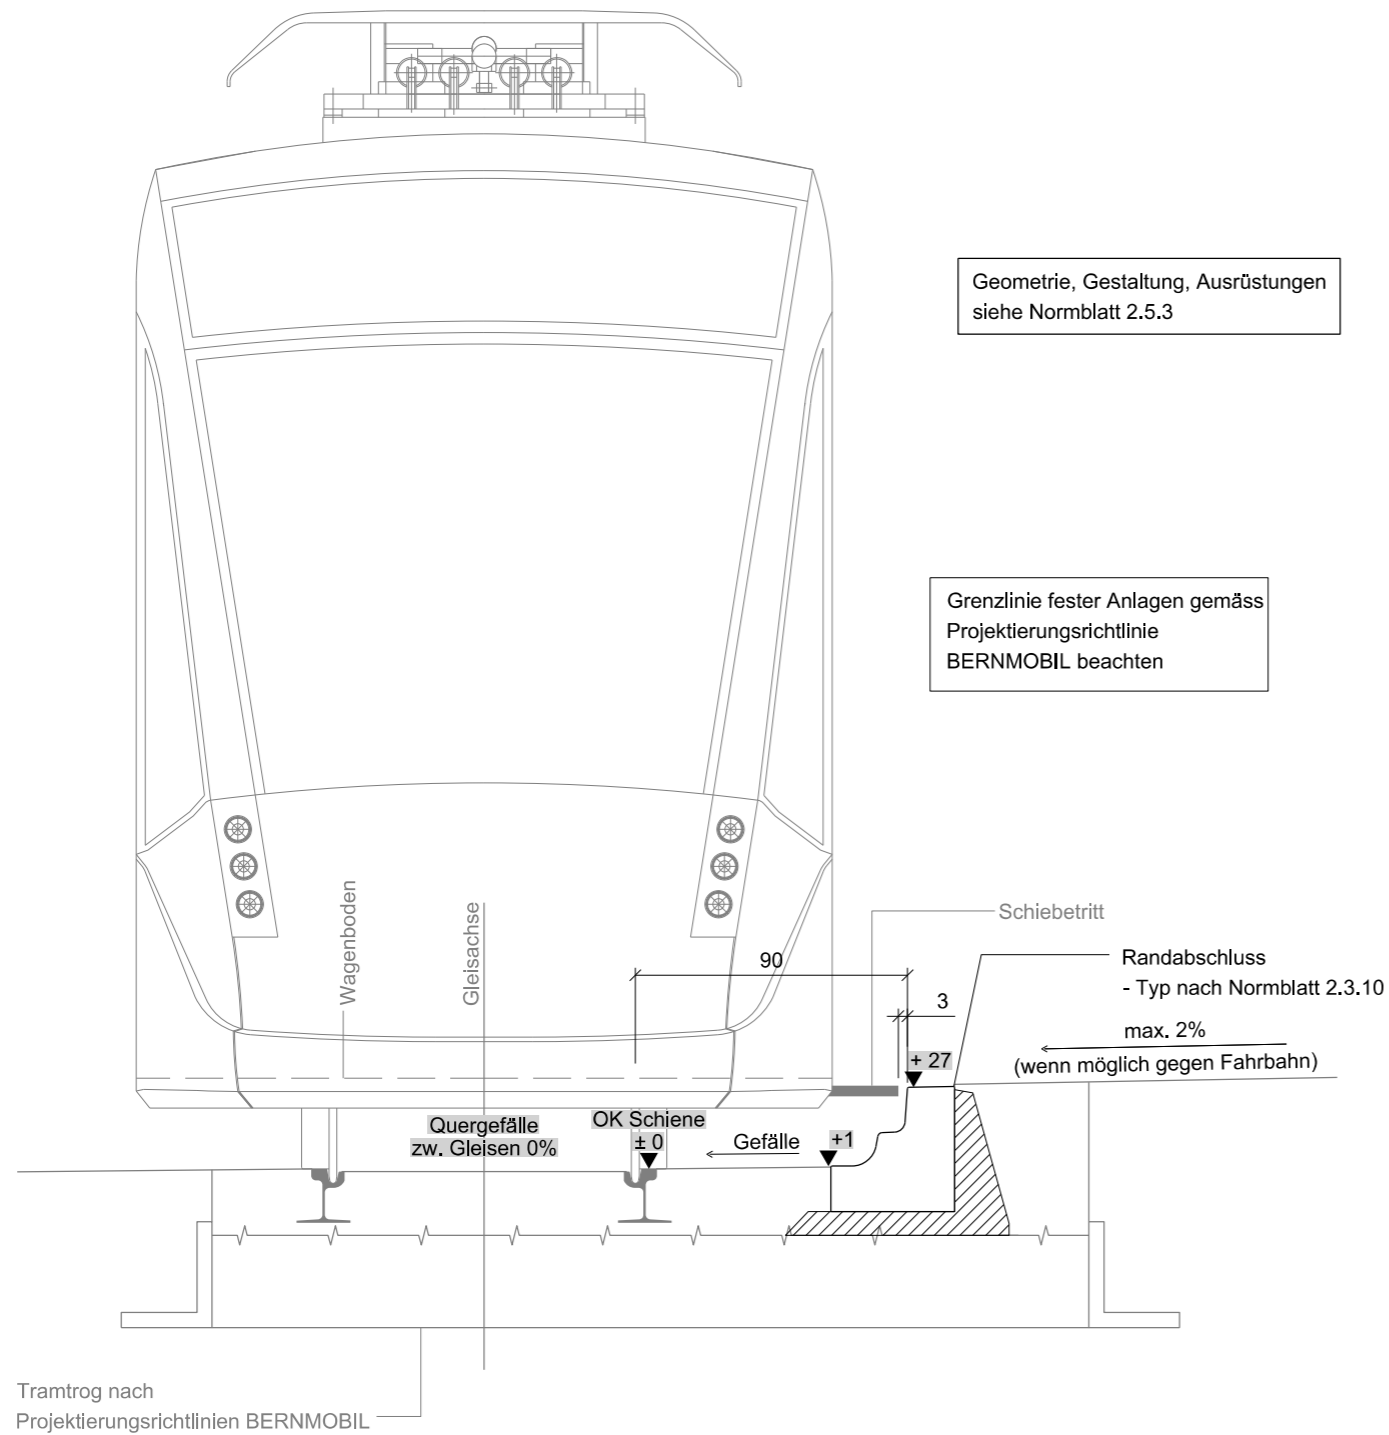 Geometrie, Gestaltung, Ausrüstungen
siehe Normblatt 2.5.3
Grenzlinie fester Anlagen gemäss
Projektierungsrichtlinie
BERNMOBIL beachten
Wagenboden
Gleisachse
Schiebetritt
90
Randabschluss
- Typ nach Normblatt 2.3.10
3
max. 2%
(wenn möglich gegen Fahrbahn)
+ 27
Quergefälle
zw. Gleisen 0%
OK Schiene
± 0
Gefälle
+1
Tramtrog nach
Projektierungsrichtlinien BERNMOBIL